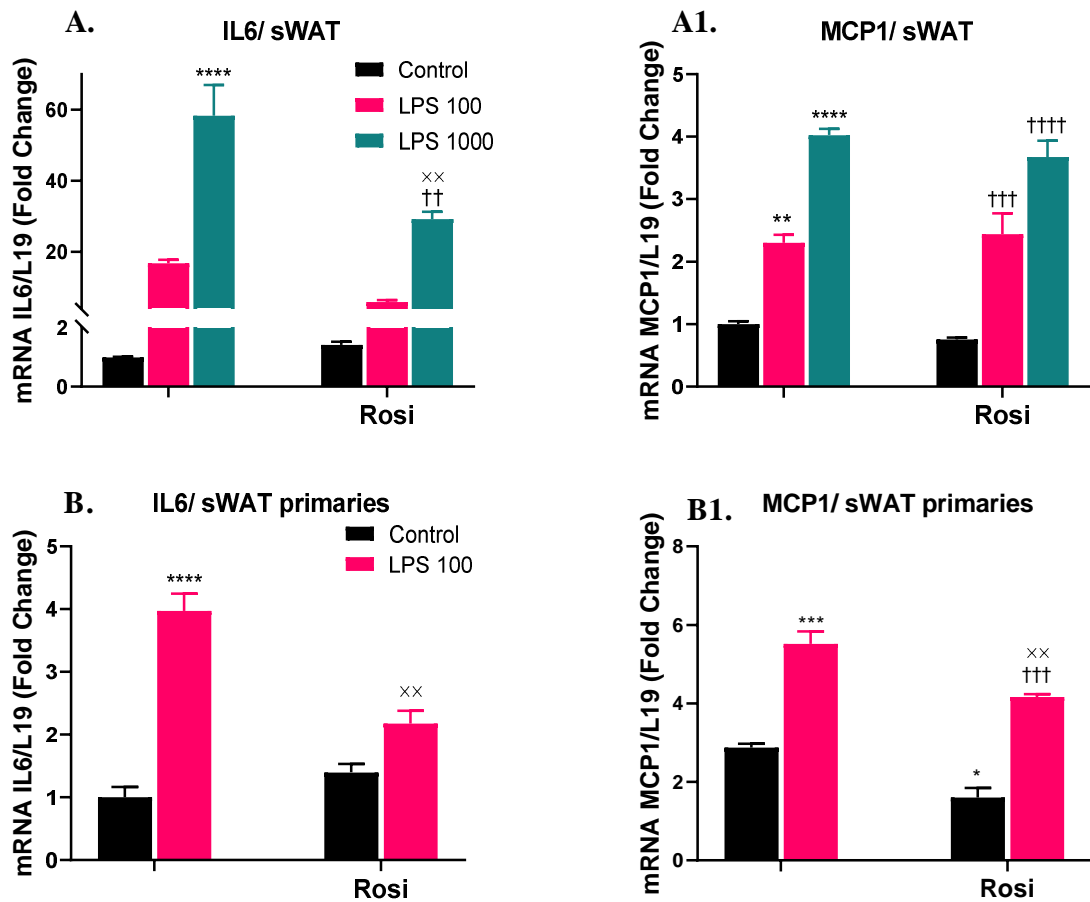 A.
IL6/ sWAT
mRNA IL6/L19 (Fold Change)
60
40
20
2
0
****
××
††
Control
LPS 100
LPS 1000
Rosi
A1.
MCP1/ sWAT
mRNA MCP1/L19 (Fold Change)
5
4
3
2
1
0
**
****
†††
††††
Rosi
B.
IL6/ sWAT primaries
mRNA IL6/L19 (Fold Change)
5
4
3
2
1
0
****
××
Control
LPS 100
Rosi
B1.
MCP1/ sWAT primaries
mRNA MCP1/L19 (Fold Change)
8
6
4
2
0
***
*
××
†††
Rosi